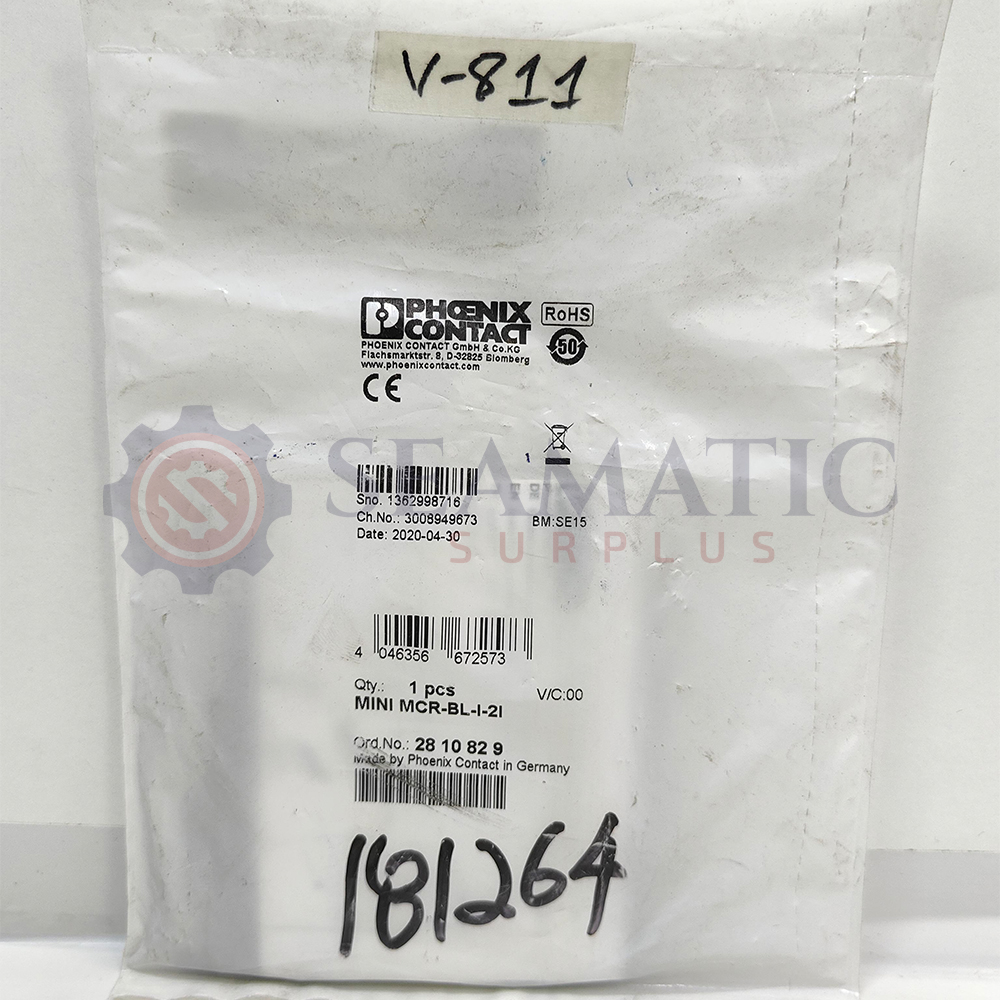 V-811
PHOENIX
CONTACT
RoHS
50
PHOENIX CONTACT GmbH & Co.KG
Flachsmarktstr. 8, D-32825 Blomberg
www.phoenixcontact.com
CE
SEAMATIC
SURPLUS
Sno. 1362998716
Ch.No.: 3008949673 BM:SE15
Date: 2020-04-30
4 046356 672573
Qty.: 1 pcs V/C:00
MINI MCR-BL-I-2I
Ord.No.: 28 10 82 9
Made by Phoenix Contact in Germany
181264